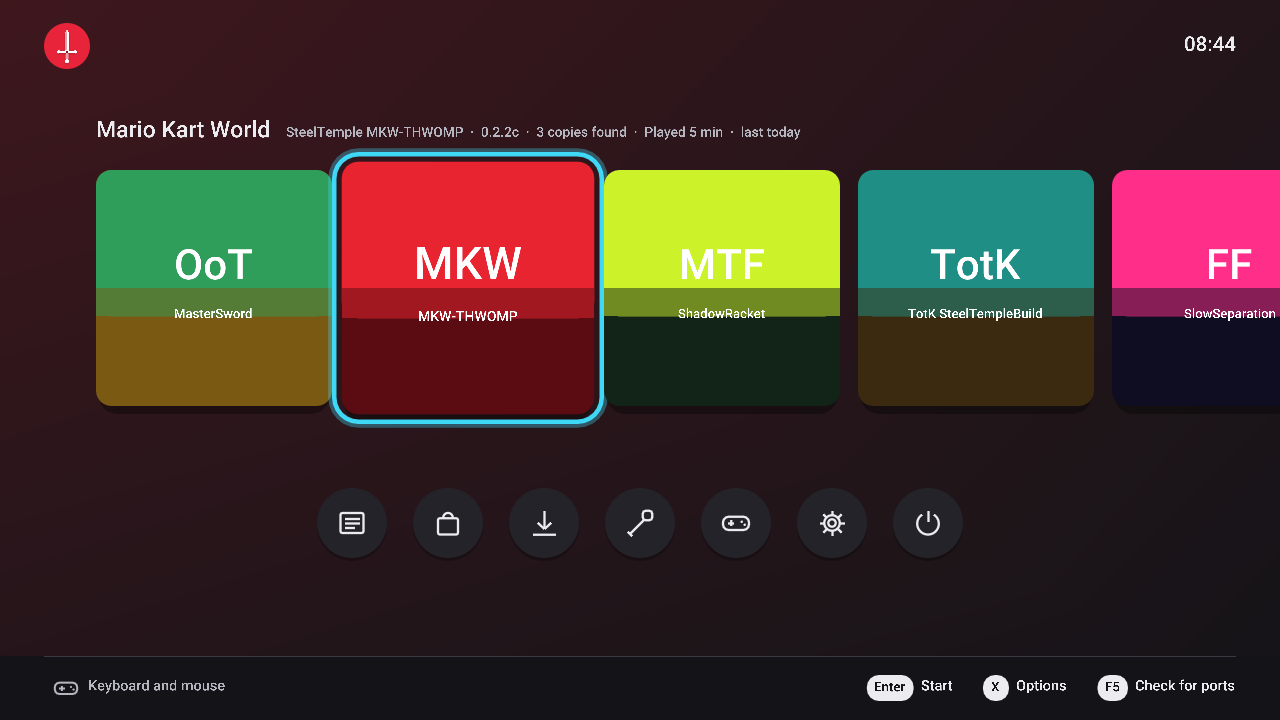 08:44
Mario Kart World SteelTemple MKW-THWOMP · 0.2.2c · 3 copies found · Played 5 min · last today
OoT
MasterSword
MKW
MKW-THWOMP
MTF
ShadowRacket
TotK
TotK SteelTempleBuild
FF
SlowSeparation
Keyboard and mouse
Enter Start
X Options
F5 Check for ports